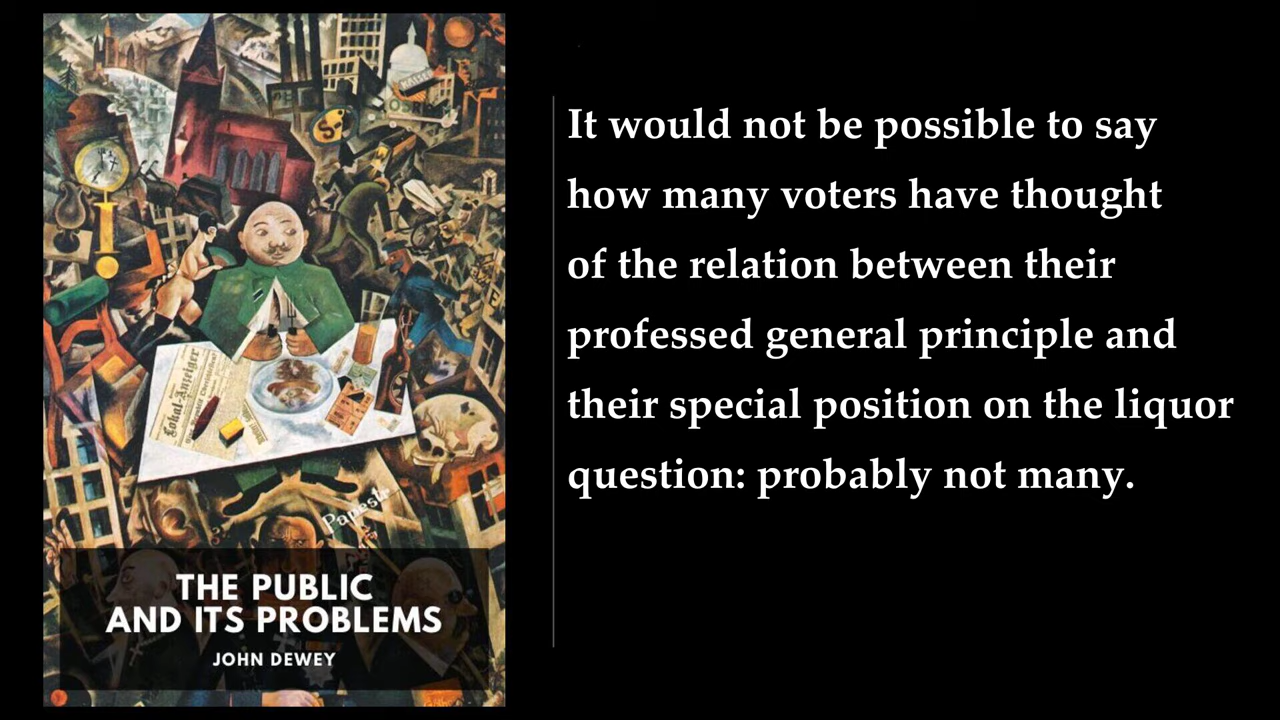 It would not be possible to say
how many voters have thought
of the relation between their
professed general principle and
their special position on the liquor
question: probably not many.
Lokal-Anzeiger
THE PUBLIC
AND ITS PROBLEMS
JOHN DEWEY